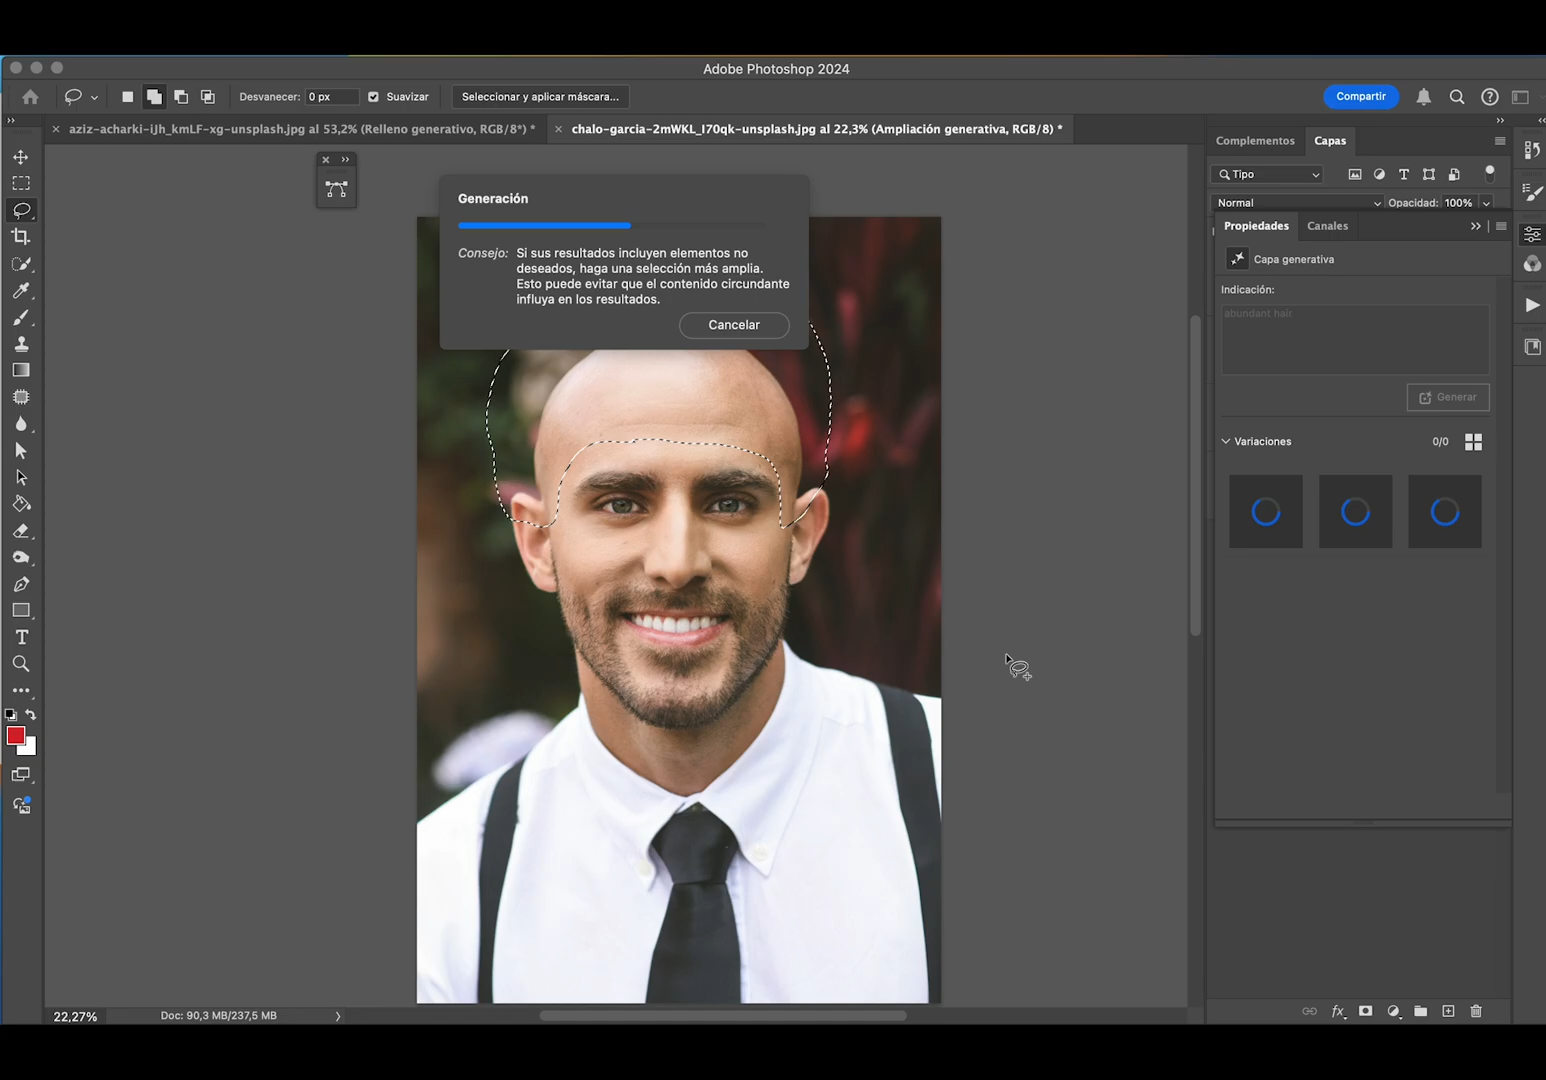 Adobe Photoshop 2024
Desvanecer: 0 px
Suavizar
Seleccionar y aplicar máscara...
Compartir
aziz-acharki-iJh_kmLF-xg-unsplash.jpg al 53,2% (Relleno generativo, RGB/8*) *
chalo-garcia-2mWKL_I70qk-unsplash.jpg al 22,3% (Ampliación generativa, RGB/8) *
Complementos
Capas
Tipo
Normal
Opacidad: 100%
Propiedades
Canales
Capa generativa
Indicación:
abundant hair
Generar
Variaciones
0/0
Generación
Consejo: Si sus resultados incluyen elementos no
deseados, haga una selección más amplia.
Esto puede evitar que el contenido circundante
influya en los resultados.
Cancelar
22,27%
Doc: 90,3 MB/237,5 MB
fx